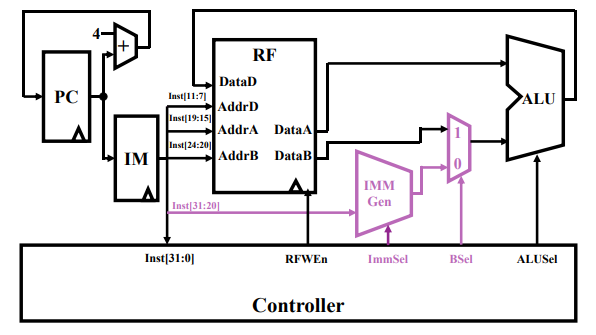 4
+
PC
IM
RF
DataD
Inst[11:7]
AddrD
Inst[19:15]
AddrA
DataA
Inst[24:20]
AddrB
DataB
Inst[31:20]
IMM
Gen
1
0
ALU
Inst[31:0]
RFWEn
ImmSel
BSel
ALUSel
Controller